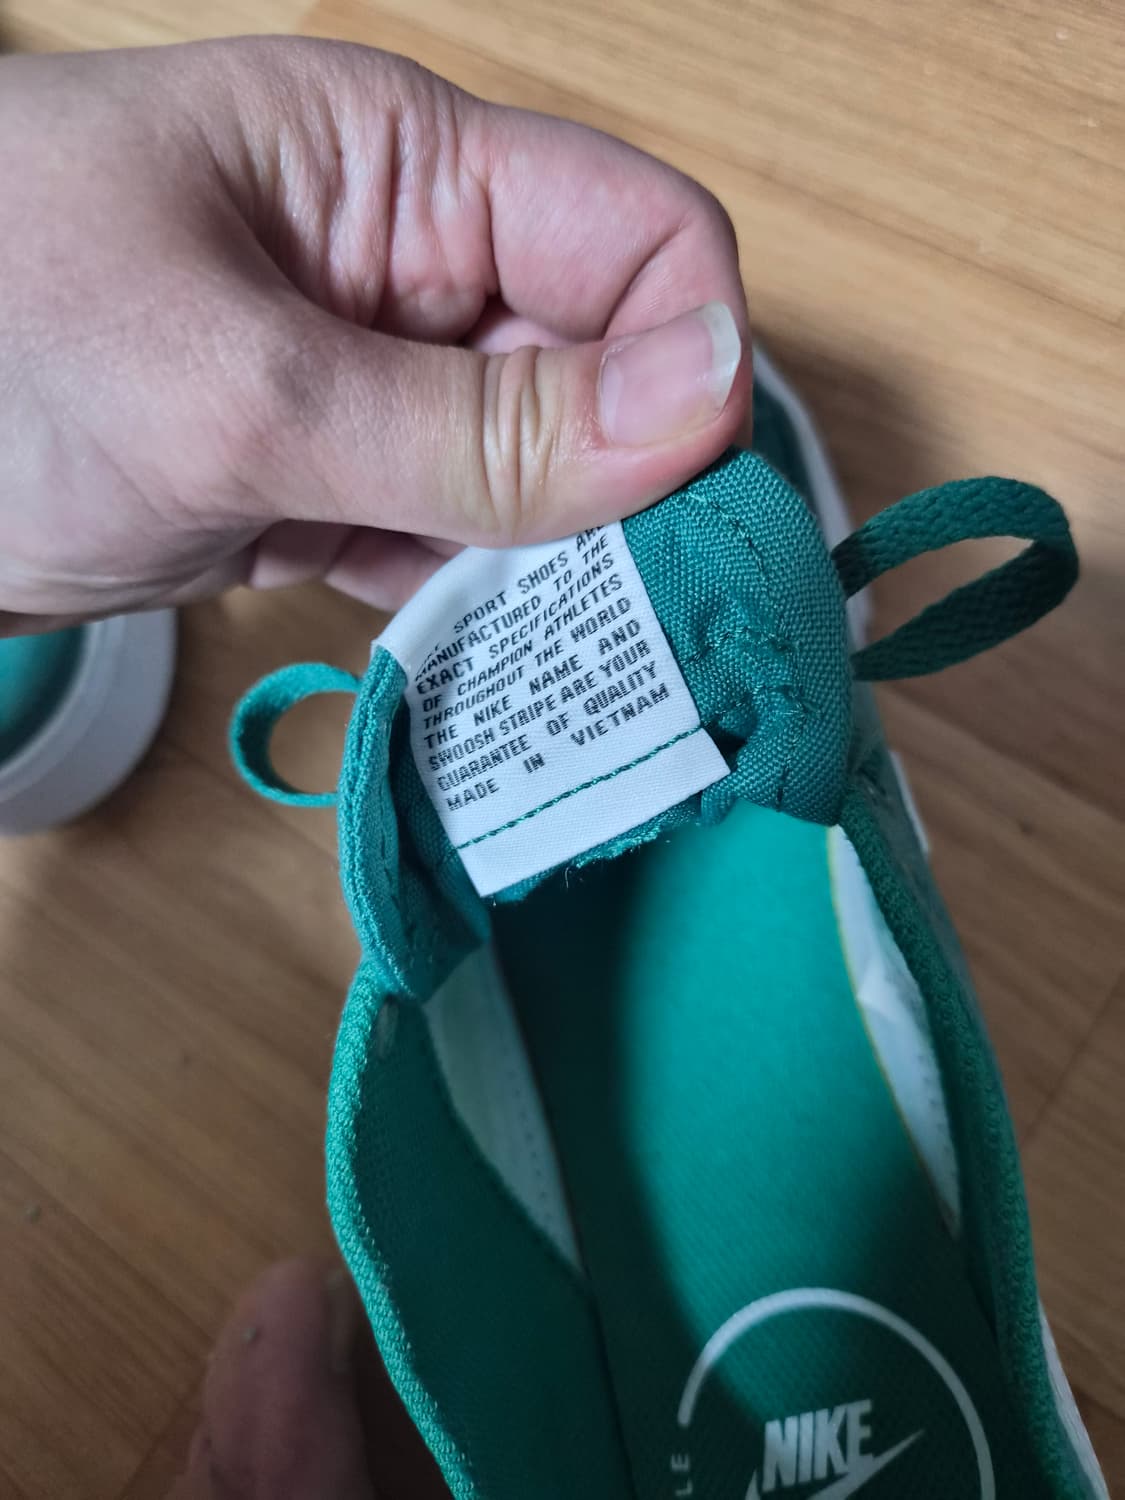 SPORT SHOES
MANUFACTURED TO THE
EXACT SPECIFICATIONS
OF CHAMPION ATHLETES
THROUGHOUT THE WORLD
THE NIKE NAME AND
SWOOSH STRIPE ARE YOUR
GUARANTEE OF QUALITY
MADE IN VIETNAM
NIKE